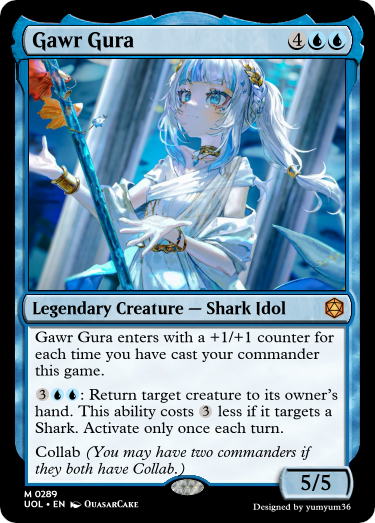 Gawr Gura 4
Legendary Creature — Shark Idol
Gawr Gura enters with a +1/+1 counter for
each time you have cast your commander
this game.
3: Return target creature to its owner's
hand. This ability costs 3 less if it targets a
Shark. Activate only once each turn.
Collab (You may have two commanders if
they both have Collab.)
5/5
M 0289
UOL • EN QuasarCake
Designed by yumyum36